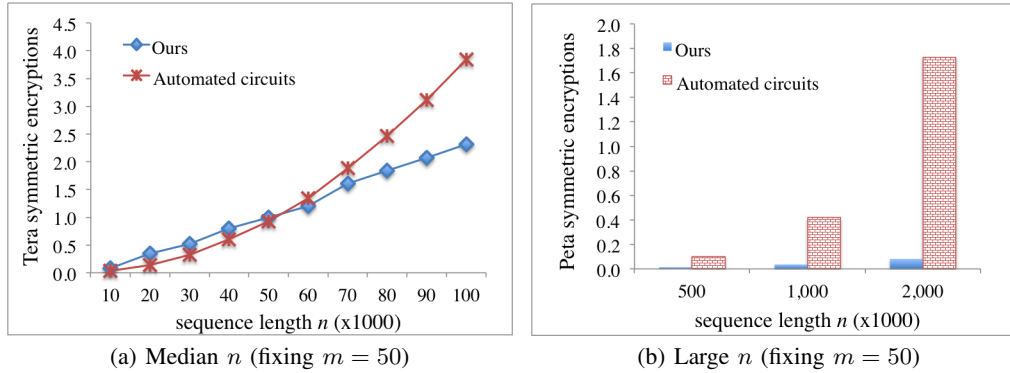 4.5
4.0
3.5
3.0
2.5
2.0
1.5
1.0
0.5
0.0
Tera symmetric encryptions
Ours
Automated circuits
10 20 30 40 50 60 70 80 90 100
sequence length n (x1000)
(a) Median n (fixing m = 50)
2.0
1.8
1.6
1.4
1.2
1.0
0.8
0.6
0.4
0.2
0.0
Peta symmetric encryptions
Ours
Automated circuits
500 1,000 2,000
sequence length n (x1000)
(b) Large n (fixing m = 50)